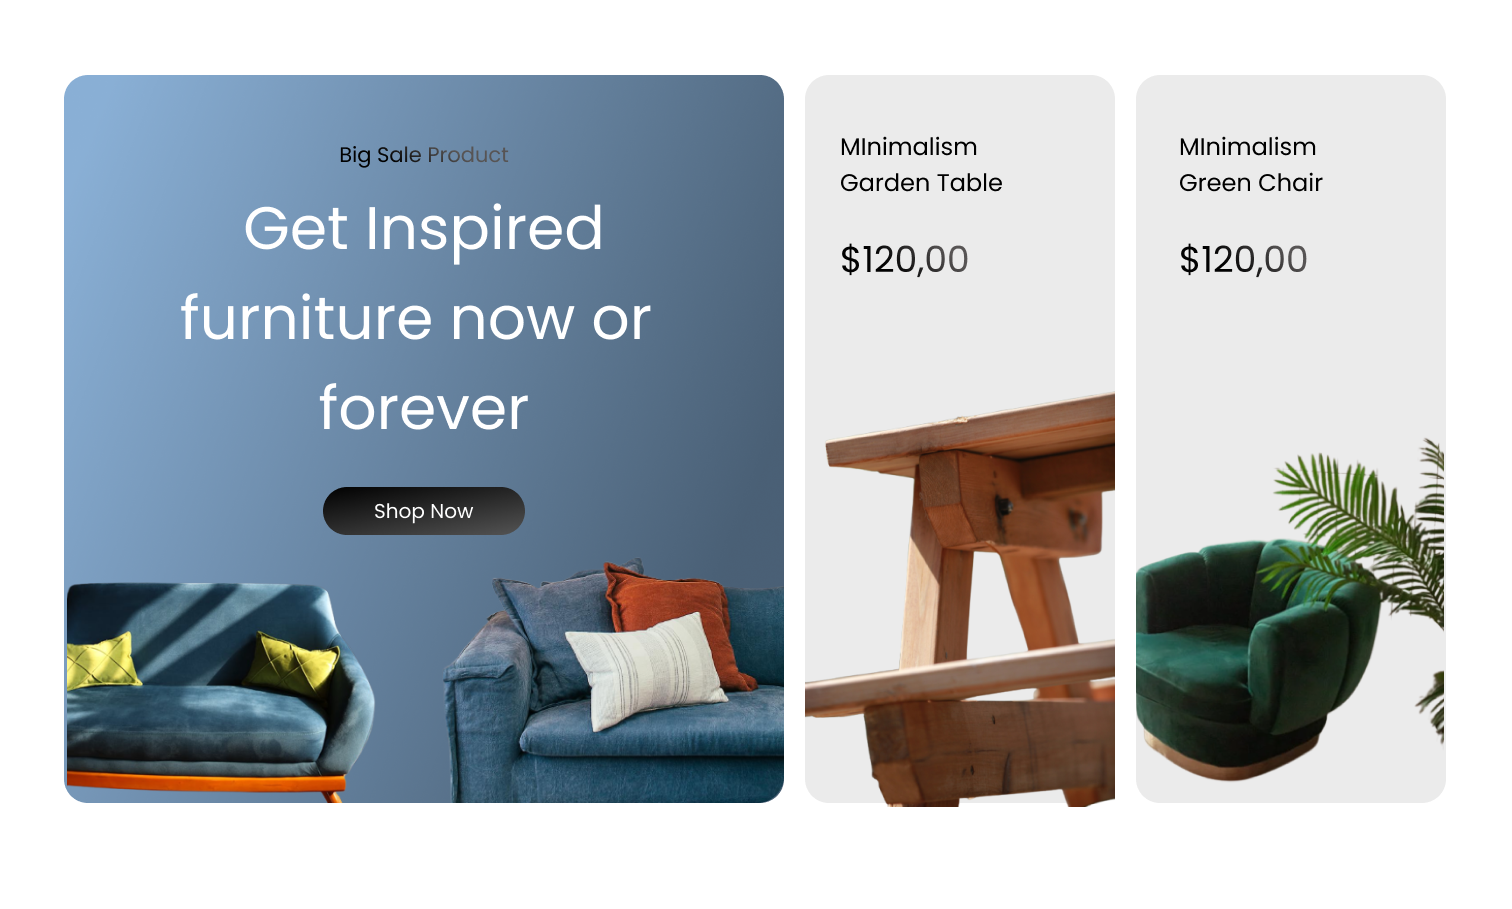 Big Sale Product
Get Inspired
furniture now or
forever
Shop Now
MInimalism
Garden Table
$120,00
MInimalism
Green Chair
$120,00